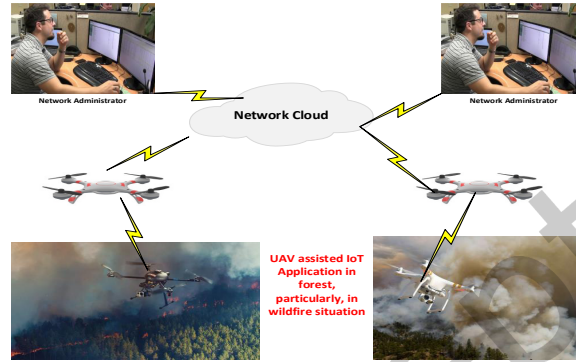 Network Administrator
Network Administrator
Network Cloud
UAV assisted IoT
Application in
forest,
particularly, in
wildfire situation